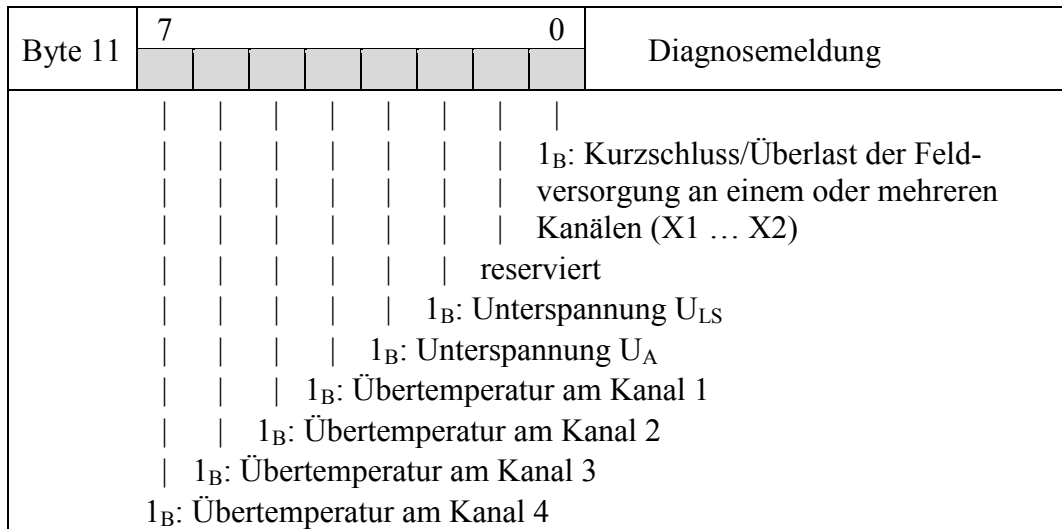 Byte 11 7 0 Diagnosemeldung
| | | | | | | |
| | | | | | | 1B: Kurzschluss/Überlast der Feld-
| | | | | | | versorgung an einem oder mehreren
| | | | | | | Kanälen (X1 … X2)
| | | | | | reserviert
| | | | | 1B: Unterspannung ULS
| | | | 1B: Unterspannung UA
| | | 1B: Übertemperatur am Kanal 1
| | 1B: Übertemperatur am Kanal 2
| 1B: Übertemperatur am Kanal 3
1B: Übertemperatur am Kanal 4